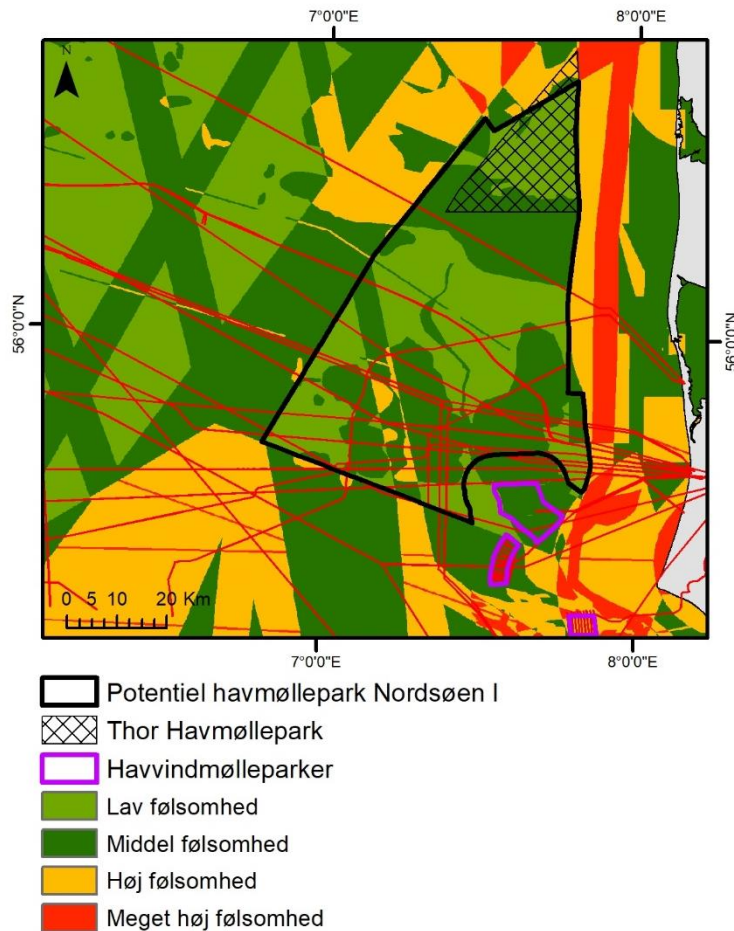 7°0'0"E 8°0'0"E
N
56°0'0"N
56°0'0"N
0 5 10 20 Km
7°0'0"E 8°0'0"E
Potentiel havmøllepark Nordsøen I
Thor Havmøllepark
Havvindmølleparker
Lav følsomhed
Middel følsomhed
Høj følsomhed
Meget høj følsomhed